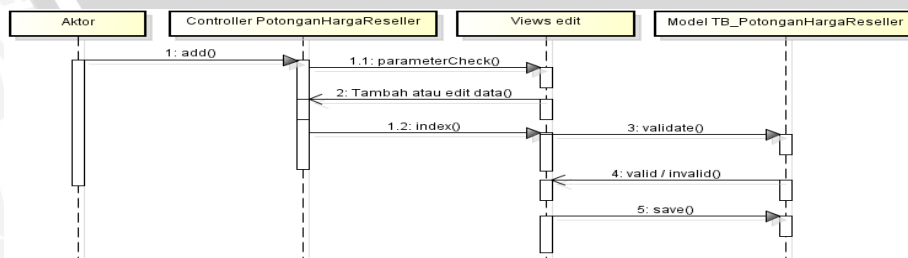 Aktor
Controller PotonganHargaReseller
Views edit
Model TB_PotonganHargaReseller
1: add()
1.1: parameterCheck()
2: Tambah atau edit data()
1.2: index()
3: validate()
4: valid / invalid()
5: save()